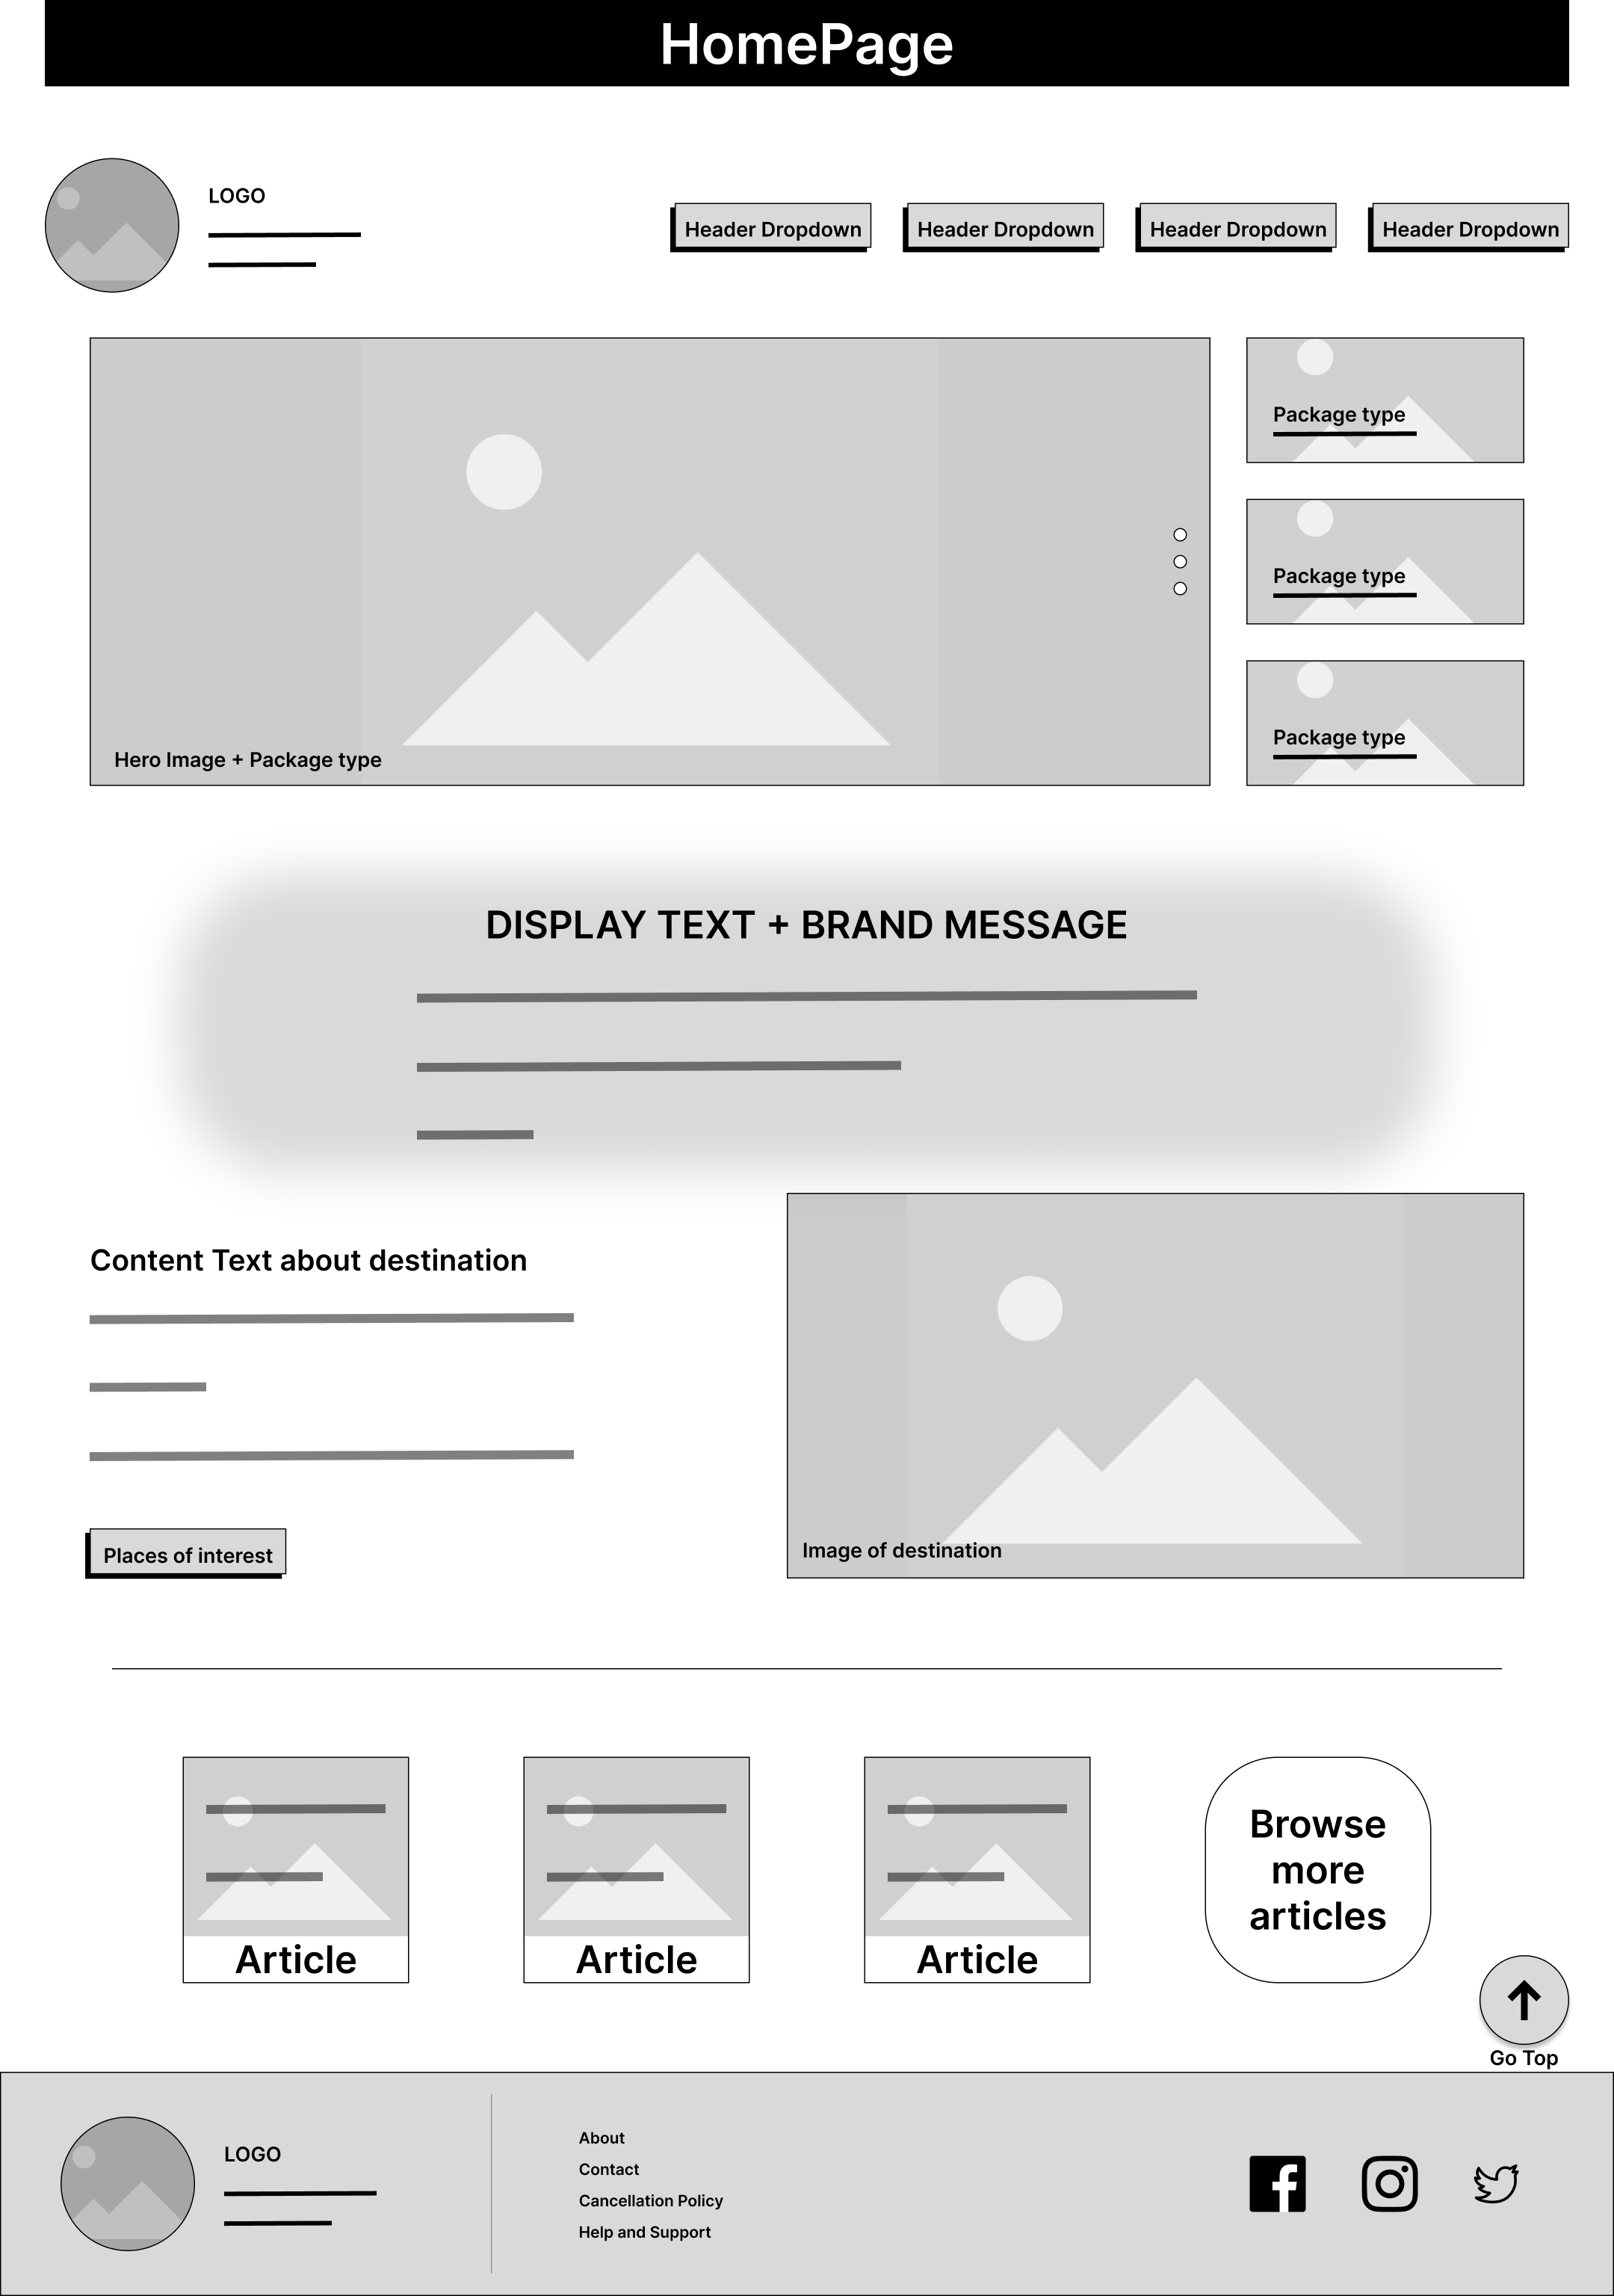 HomePage
LOGO
Header Dropdown
Header Dropdown
Header Dropdown
Header Dropdown
Package type
Package type
Package type
Hero Image + Package type
DISPLAY TEXT + BRAND MESSAGE
Content Text about destination
Places of interest
Image of destination
Article
Article
Article
Browse
more
articles
Go Top
LOGO
About
Contact
Cancellation Policy
Help and Support